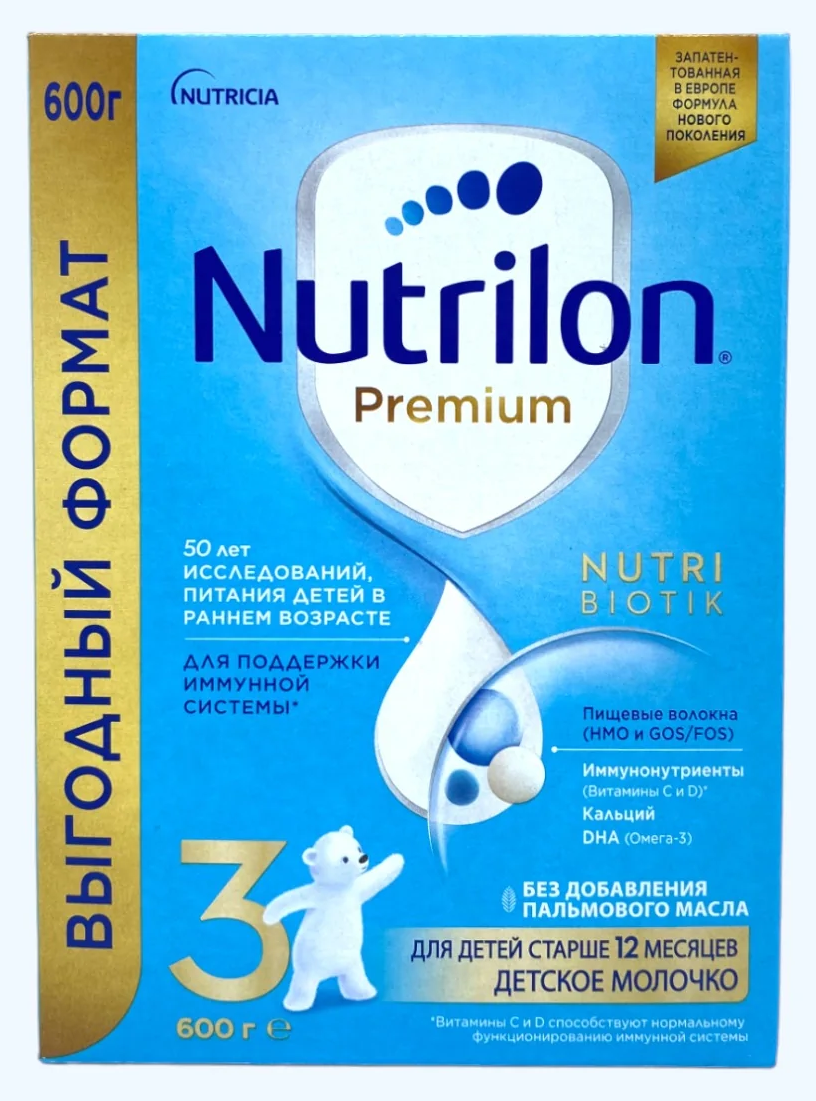 600г
ВЫГОДНЫЙ ФОРМАТ
NUTRICIA
ЗАПАТЕН-
ТОВАННАЯ
В ЕВРОПЕ
ФОРМУЛА
НОВОГО
ПОКОЛЕНИЯ
Nutrilon®
Premium
50 лет
ИССЛЕДОВАНИЙ,
ПИТАНИЯ ДЕТЕЙ В
РАННЕМ ВОЗРАСТЕ
ДЛЯ ПОДДЕРЖКИ
ИММУННОЙ
СИСТЕМЫ*
NUTRI
BIOTIK
Пищевые волокна
(HMO и GOS/FOS)
Иммунонутриенты
(Витамины C и D)*
Кальций
DHA (Омега-3)
3
600 г ℮
БЕЗ ДОБАВЛЕНИЯ
ПАЛЬМОВОГО МАСЛА
ДЛЯ ДЕТЕЙ СТАРШЕ 12 МЕСЯЦЕВ
ДЕТСКОЕ МОЛОЧКО
*Витамины C и D способствуют нормальному
функционированию иммунной системы